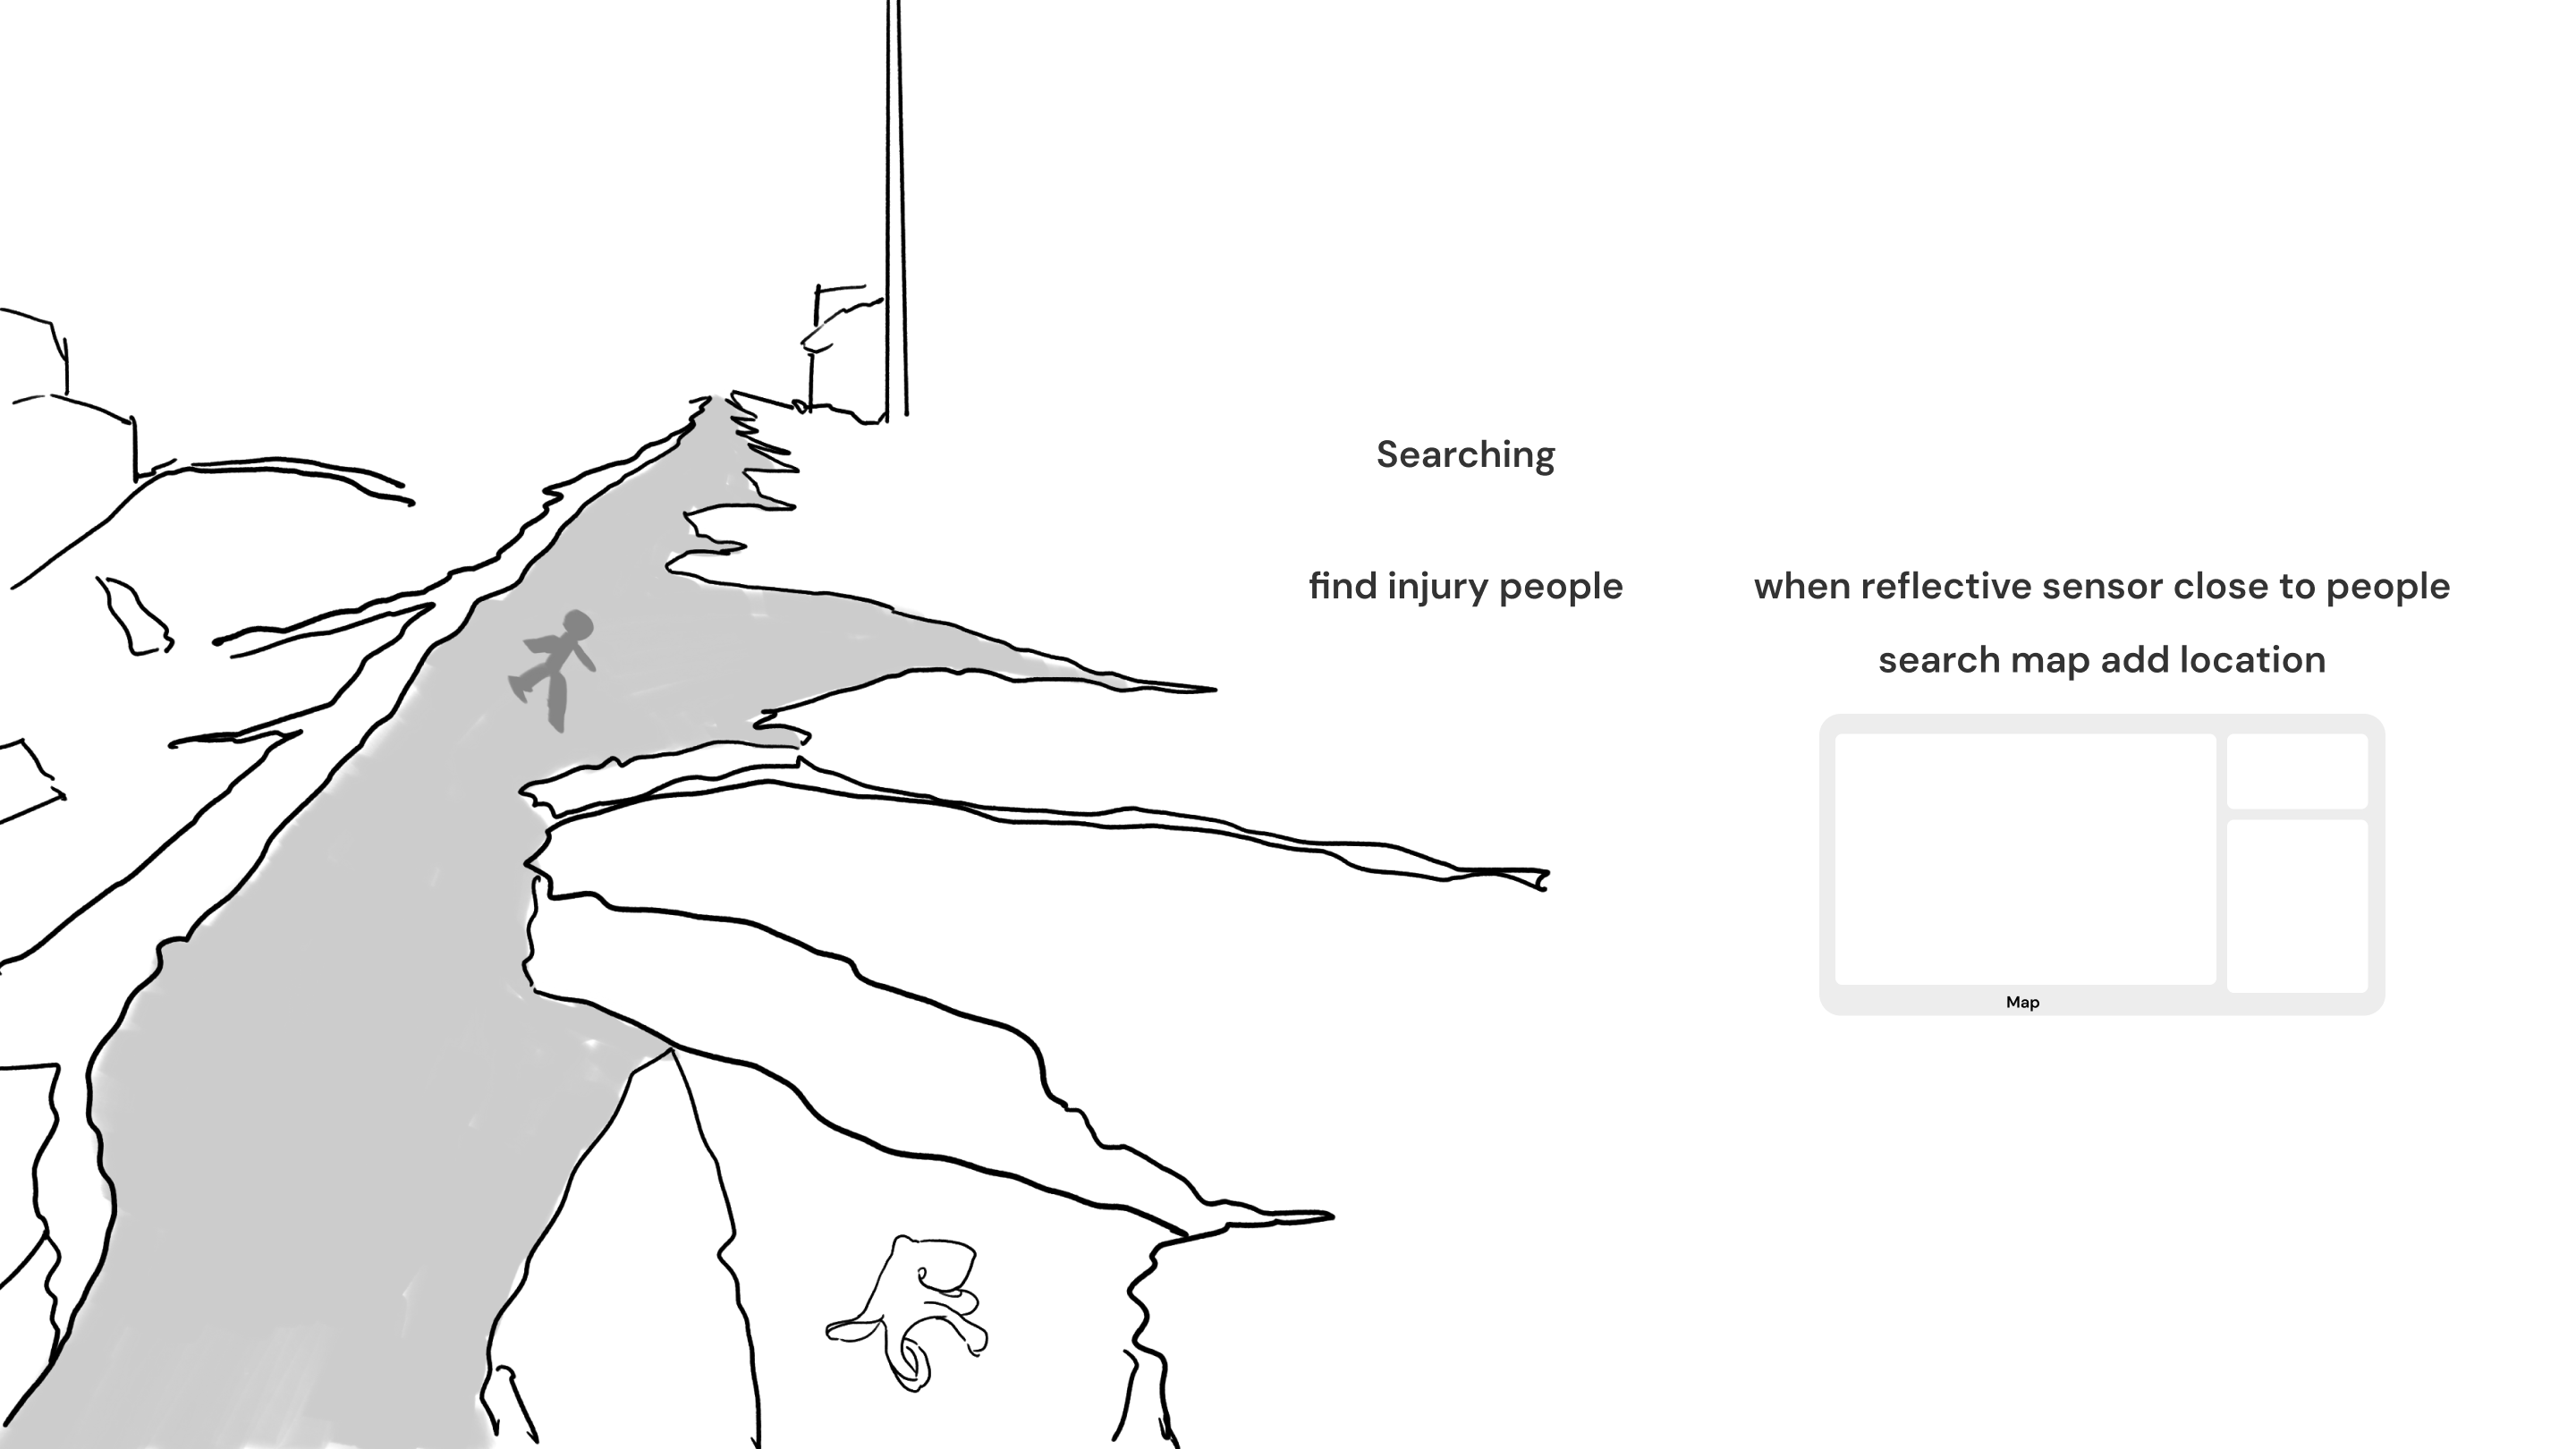 Searching
find injury people
when reflective sensor close to people
search map add location
Map